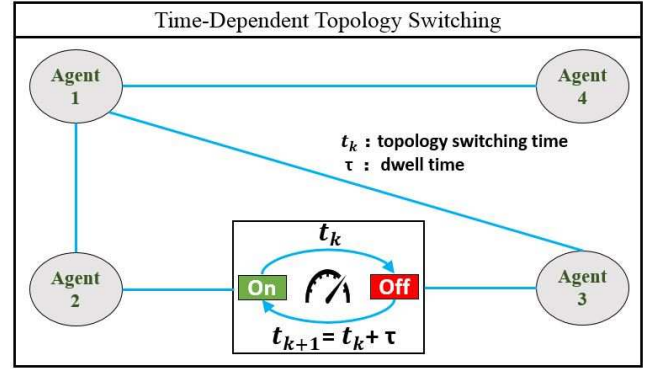 Time-Dependent Topology Switching
Agent
1
Agent
4
t_k : topology switching time
τ : dwell time
t_k
Agent
2
On
Off
Agent
3
t_{k+1} = t_k + τ